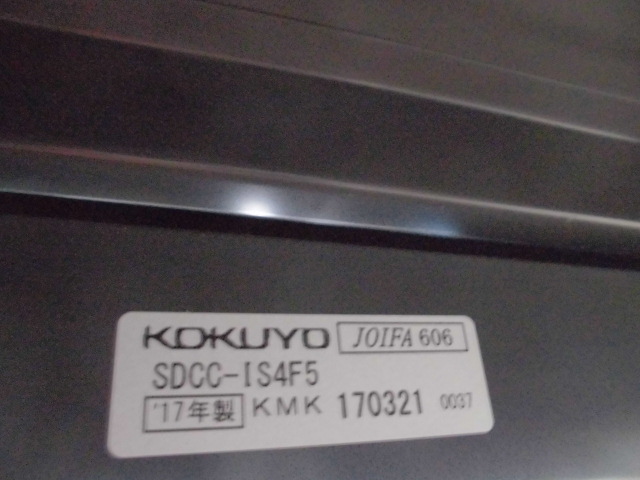 KOKUYO JOIFA 606
SDCC-IS4F5
'17年製 KMK 170321 0037